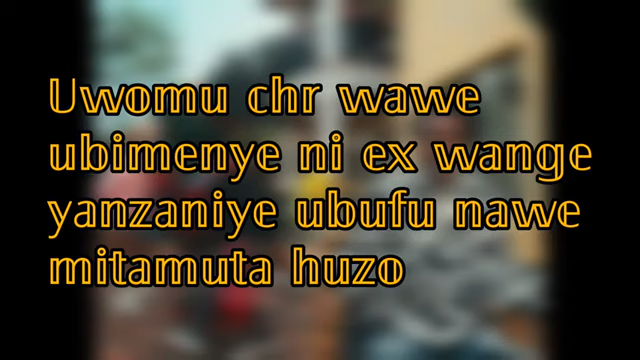 Uwomu chr wawe
ubimenye ni ex wange
yanzaniye ubufu nawe
mitamuta huzo